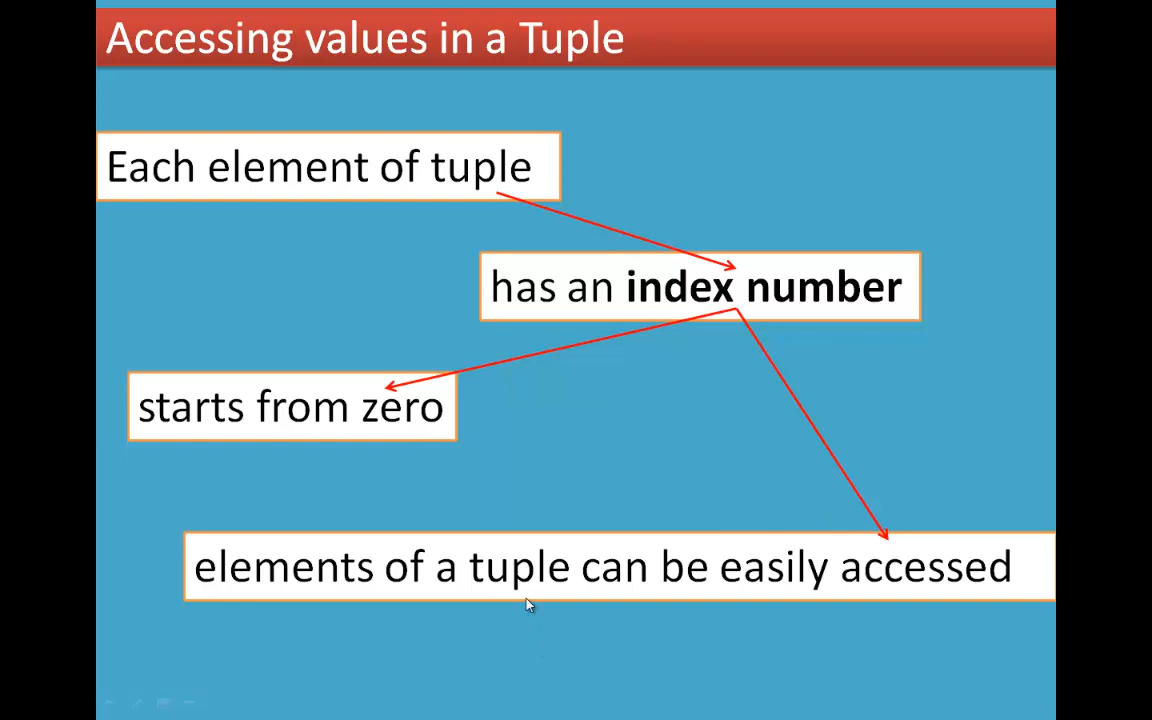 Accessing values in a Tuple
Each element of tuple
has an index number
starts from zero
elements of a tuple can be easily accessed